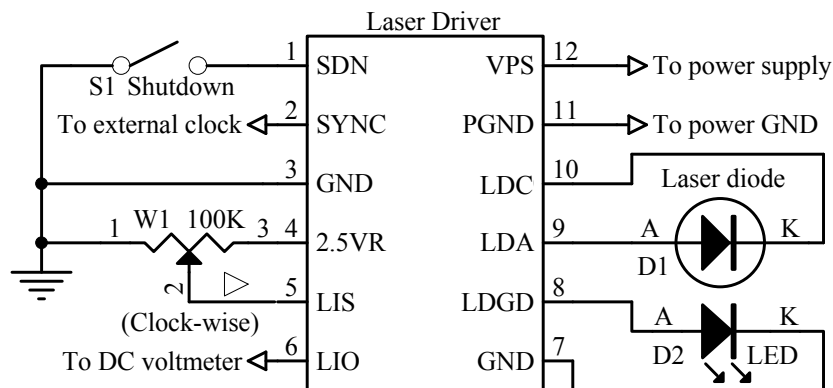 Laser Driver
1 SDN VPS 12 To power supply
S1 Shutdown
To external clock 2 SYNC PGND 11 To power GND
3 GND LDC 10
Laser diode
1 W1 100K 3 4 2.5VR LDA 9 A K
D1
2 5 LIS LDGD 8
(Clock-wise) A K
To DC voltmeter 6 LIO GND 7 D2 LED